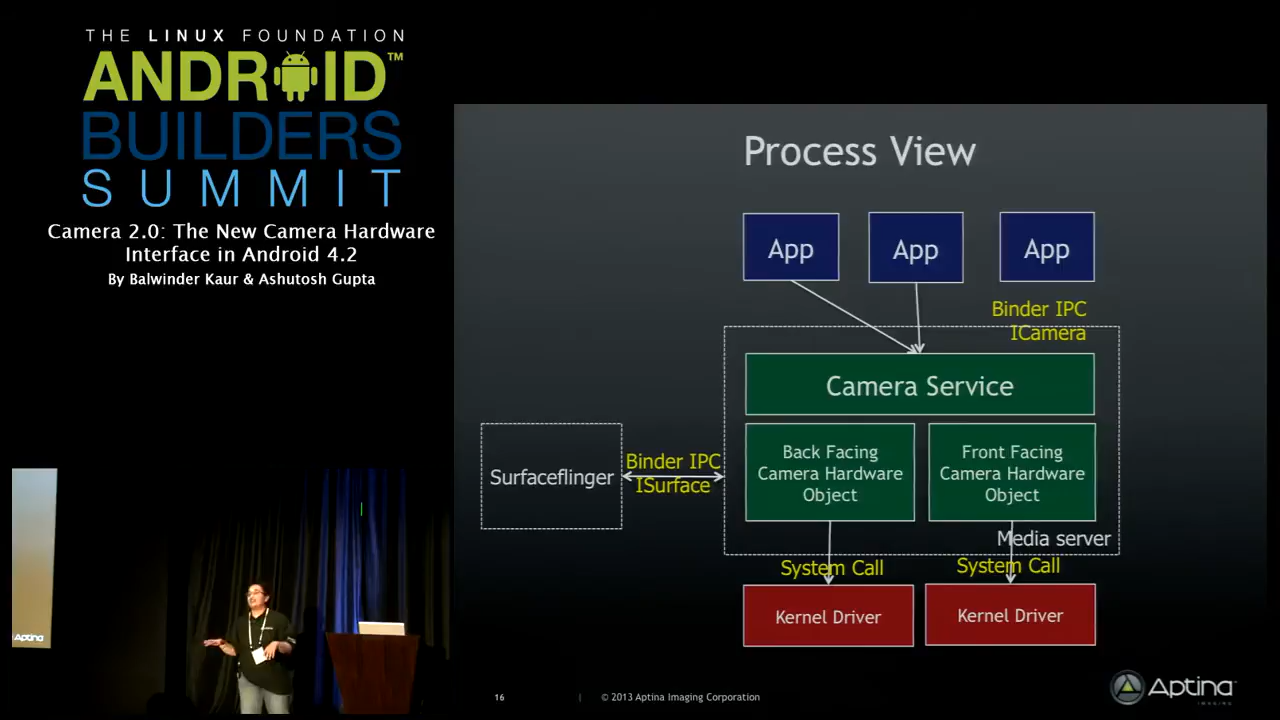 THE LINUX FOUNDATION
ANDROID™
BUILDERS
SUMMIT
Camera 2.0: The New Camera Hardware
Interface in Android 4.2
By Balwinder Kaur & Ashutosh Gupta
Process View
App
App
App
Binder IPC
ICamera
Camera Service
Surfaceflinger
Binder IPC
ISurface
Back Facing
Camera Hardware
Object
Front Facing
Camera Hardware
Object
Media server
System Call
System Call
Kernel Driver
Kernel Driver
Aptina
16
© 2013 Aptina Imaging Corporation
Aptina
IMAGING